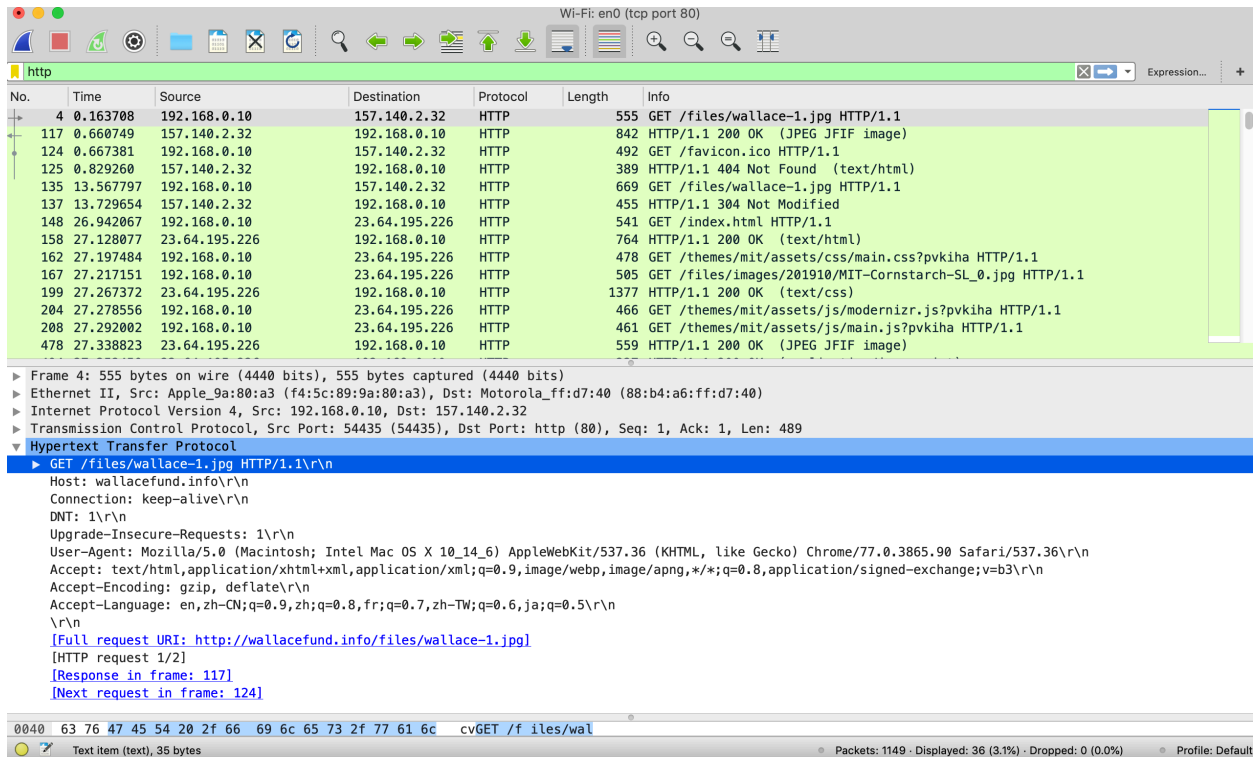 Wi-Fi: en0 (tcp port 80)
http
Expression...
+
No. Time Source Destination Protocol Length Info
4 0.163708 192.168.0.10 157.140.2.32 HTTP 555 GET /files/wallace-1.jpg HTTP/1.1
117 0.660749 157.140.2.32 192.168.0.10 HTTP 842 HTTP/1.1 200 OK (JPEG JFIF image)
124 0.667381 192.168.0.10 157.140.2.32 HTTP 492 GET /favicon.ico HTTP/1.1
125 0.829260 157.140.2.32 192.168.0.10 HTTP 389 HTTP/1.1 404 Not Found (text/html)
135 13.567797 192.168.0.10 157.140.2.32 HTTP 669 GET /files/wallace-1.jpg HTTP/1.1
137 13.729654 157.140.2.32 192.168.0.10 HTTP 455 HTTP/1.1 304 Not Modified
148 26.942067 192.168.0.10 23.64.195.226 HTTP 541 GET /index.html HTTP/1.1
158 27.128077 23.64.195.226 192.168.0.10 HTTP 764 HTTP/1.1 200 OK (text/html)
162 27.197484 192.168.0.10 23.64.195.226 HTTP 478 GET /themes/mit/assets/css/main.css?pvkiha HTTP/1.1
167 27.217151 192.168.0.10 23.64.195.226 HTTP 505 GET /files/images/201910/MIT-Cornstarch-SL_0.jpg HTTP/1.1
199 27.267372 23.64.195.226 192.168.0.10 HTTP 1377 HTTP/1.1 200 OK (text/css)
204 27.278556 192.168.0.10 23.64.195.226 HTTP 466 GET /themes/mit/assets/js/modernizr.js?pvkiha HTTP/1.1
208 27.292002 192.168.0.10 23.64.195.226 HTTP 461 GET /themes/mit/assets/js/main.js?pvkiha HTTP/1.1
478 27.338823 23.64.195.226 192.168.0.10 HTTP 559 HTTP/1.1 200 OK (JPEG JFIF image)
Frame 4: 555 bytes on wire (4440 bits), 555 bytes captured (4440 bits)
Ethernet II, Src: Apple_9a:80:a3 (f4:5c:89:9a:80:a3), Dst: Motorola_ff:d7:40 (88:b4:a6:ff:d7:40)
Internet Protocol Version 4, Src: 192.168.0.10, Dst: 157.140.2.32
Transmission Control Protocol, Src Port: 54435 (54435), Dst Port: http (80), Seq: 1, Ack: 1, Len: 489
Hypertext Transfer Protocol
GET /files/wallace-1.jpg HTTP/1.1\r\n
Host: wallacefund.info\r\n
Connection: keep-alive\r\n
DNT: 1\r\n
Upgrade-Insecure-Requests: 1\r\n
User-Agent: Mozilla/5.0 (Macintosh; Intel Mac OS X 10_14_6) AppleWebKit/537.36 (KHTML, like Gecko) Chrome/77.0.3865.90 Safari/537.36\r\n
Accept: text/html,application/xhtml+xml,application/xml;q=0.9,image/webp,image/apng,*/*;q=0.8,application/signed-exchange;v=b3\r\n
Accept-Encoding: gzip, deflate\r\n
Accept-Language: en,zh-CN;q=0.9,zh;q=0.8,fr;q=0.7,zh-TW;q=0.6,ja;q=0.5\r\n
\r\n
[Full request URI: http://wallacefund.info/files/wallace-1.jpg]
[HTTP request 1/2]
[Response in frame: 117]
[Next request in frame: 124]
0040 63 76 47 45 54 20 2f 66 69 6c 65 73 2f 77 61 6c cvGET /f iles/wal
Text item (text), 35 bytes
Packets: 1149 · Displayed: 36 (3.1%) · Dropped: 0 (0.0%)
Profile: Default